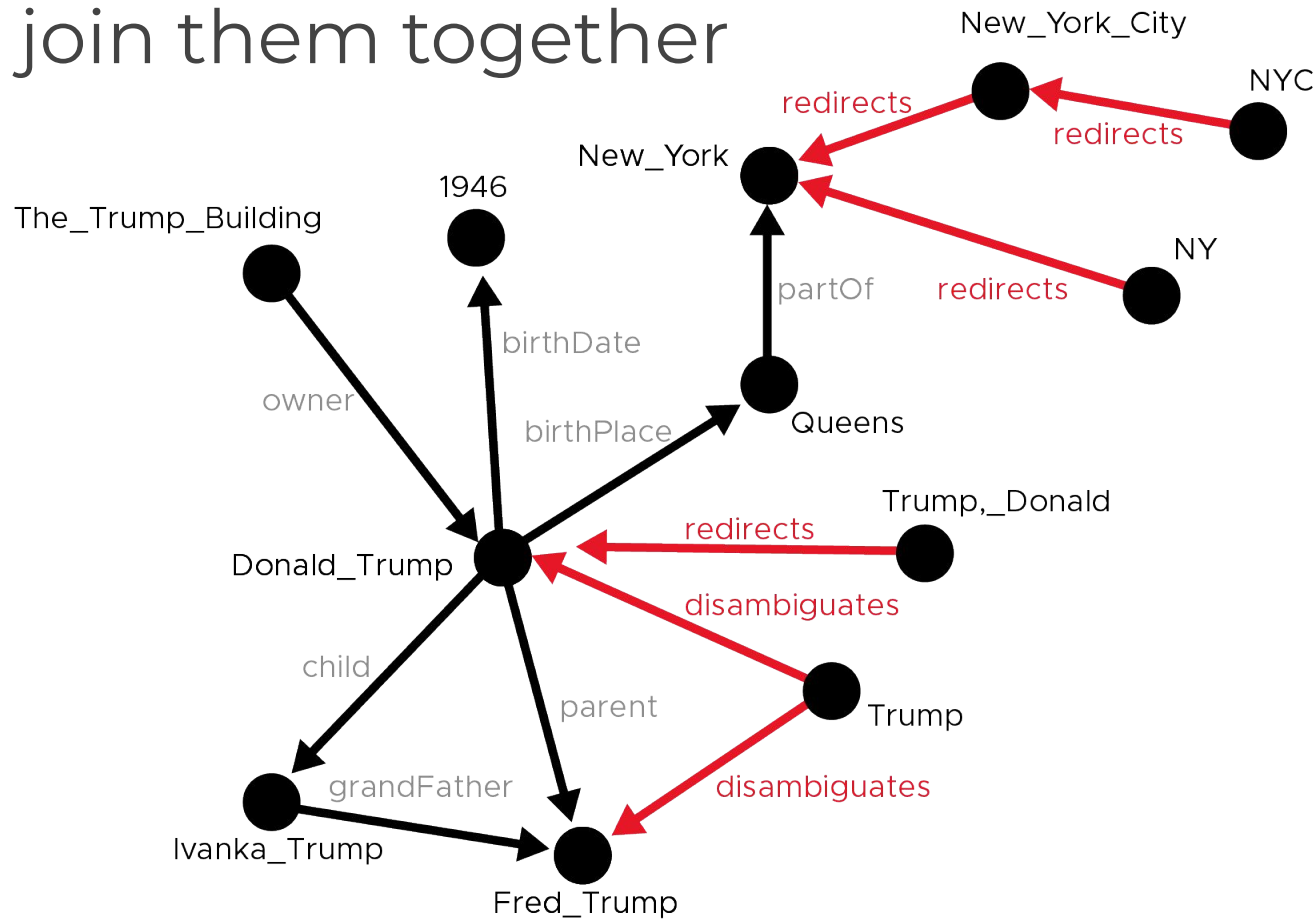 join them together
New_York_City
NYC
redirects
redirects
New_York
1946
The_Trump_Building
NY
partOf
redirects
birthDate
owner
birthPlace
Queens
Trump,_Donald
redirects
Donald_Trump
disambiguates
child
parent
Trump
grandFather
disambiguates
Ivanka_Trump
Fred_Trump